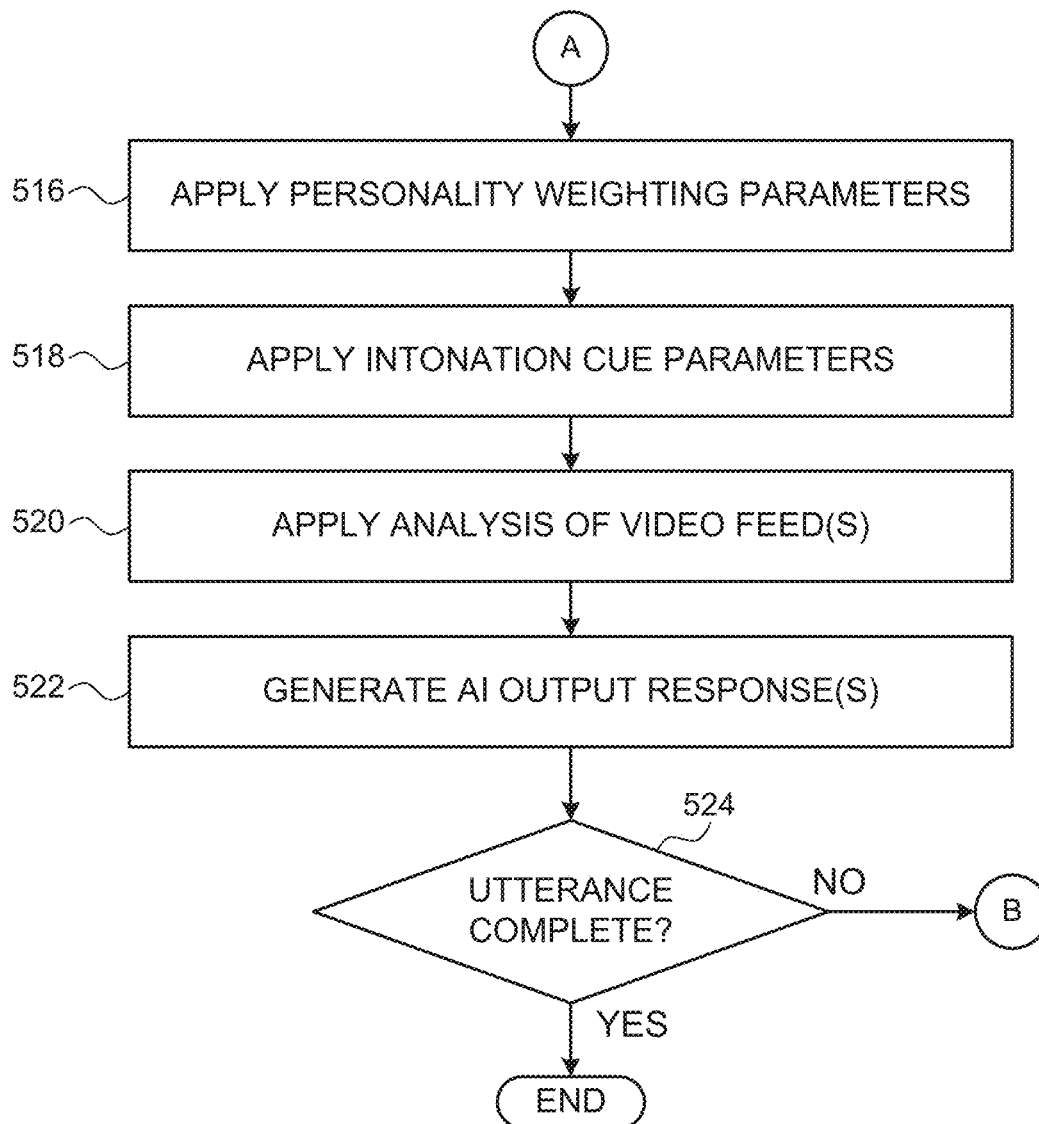 A
516
APPLY PERSONALITY WEIGHTING PARAMETERS
518
APPLY INTONATION CUE PARAMETERS
520
APPLY ANALYSIS OF VIDEO FEED(S)
522
GENERATE AI OUTPUT RESPONSE(S)
524
UTTERANCE
COMPLETE?
NO
B
YES
END